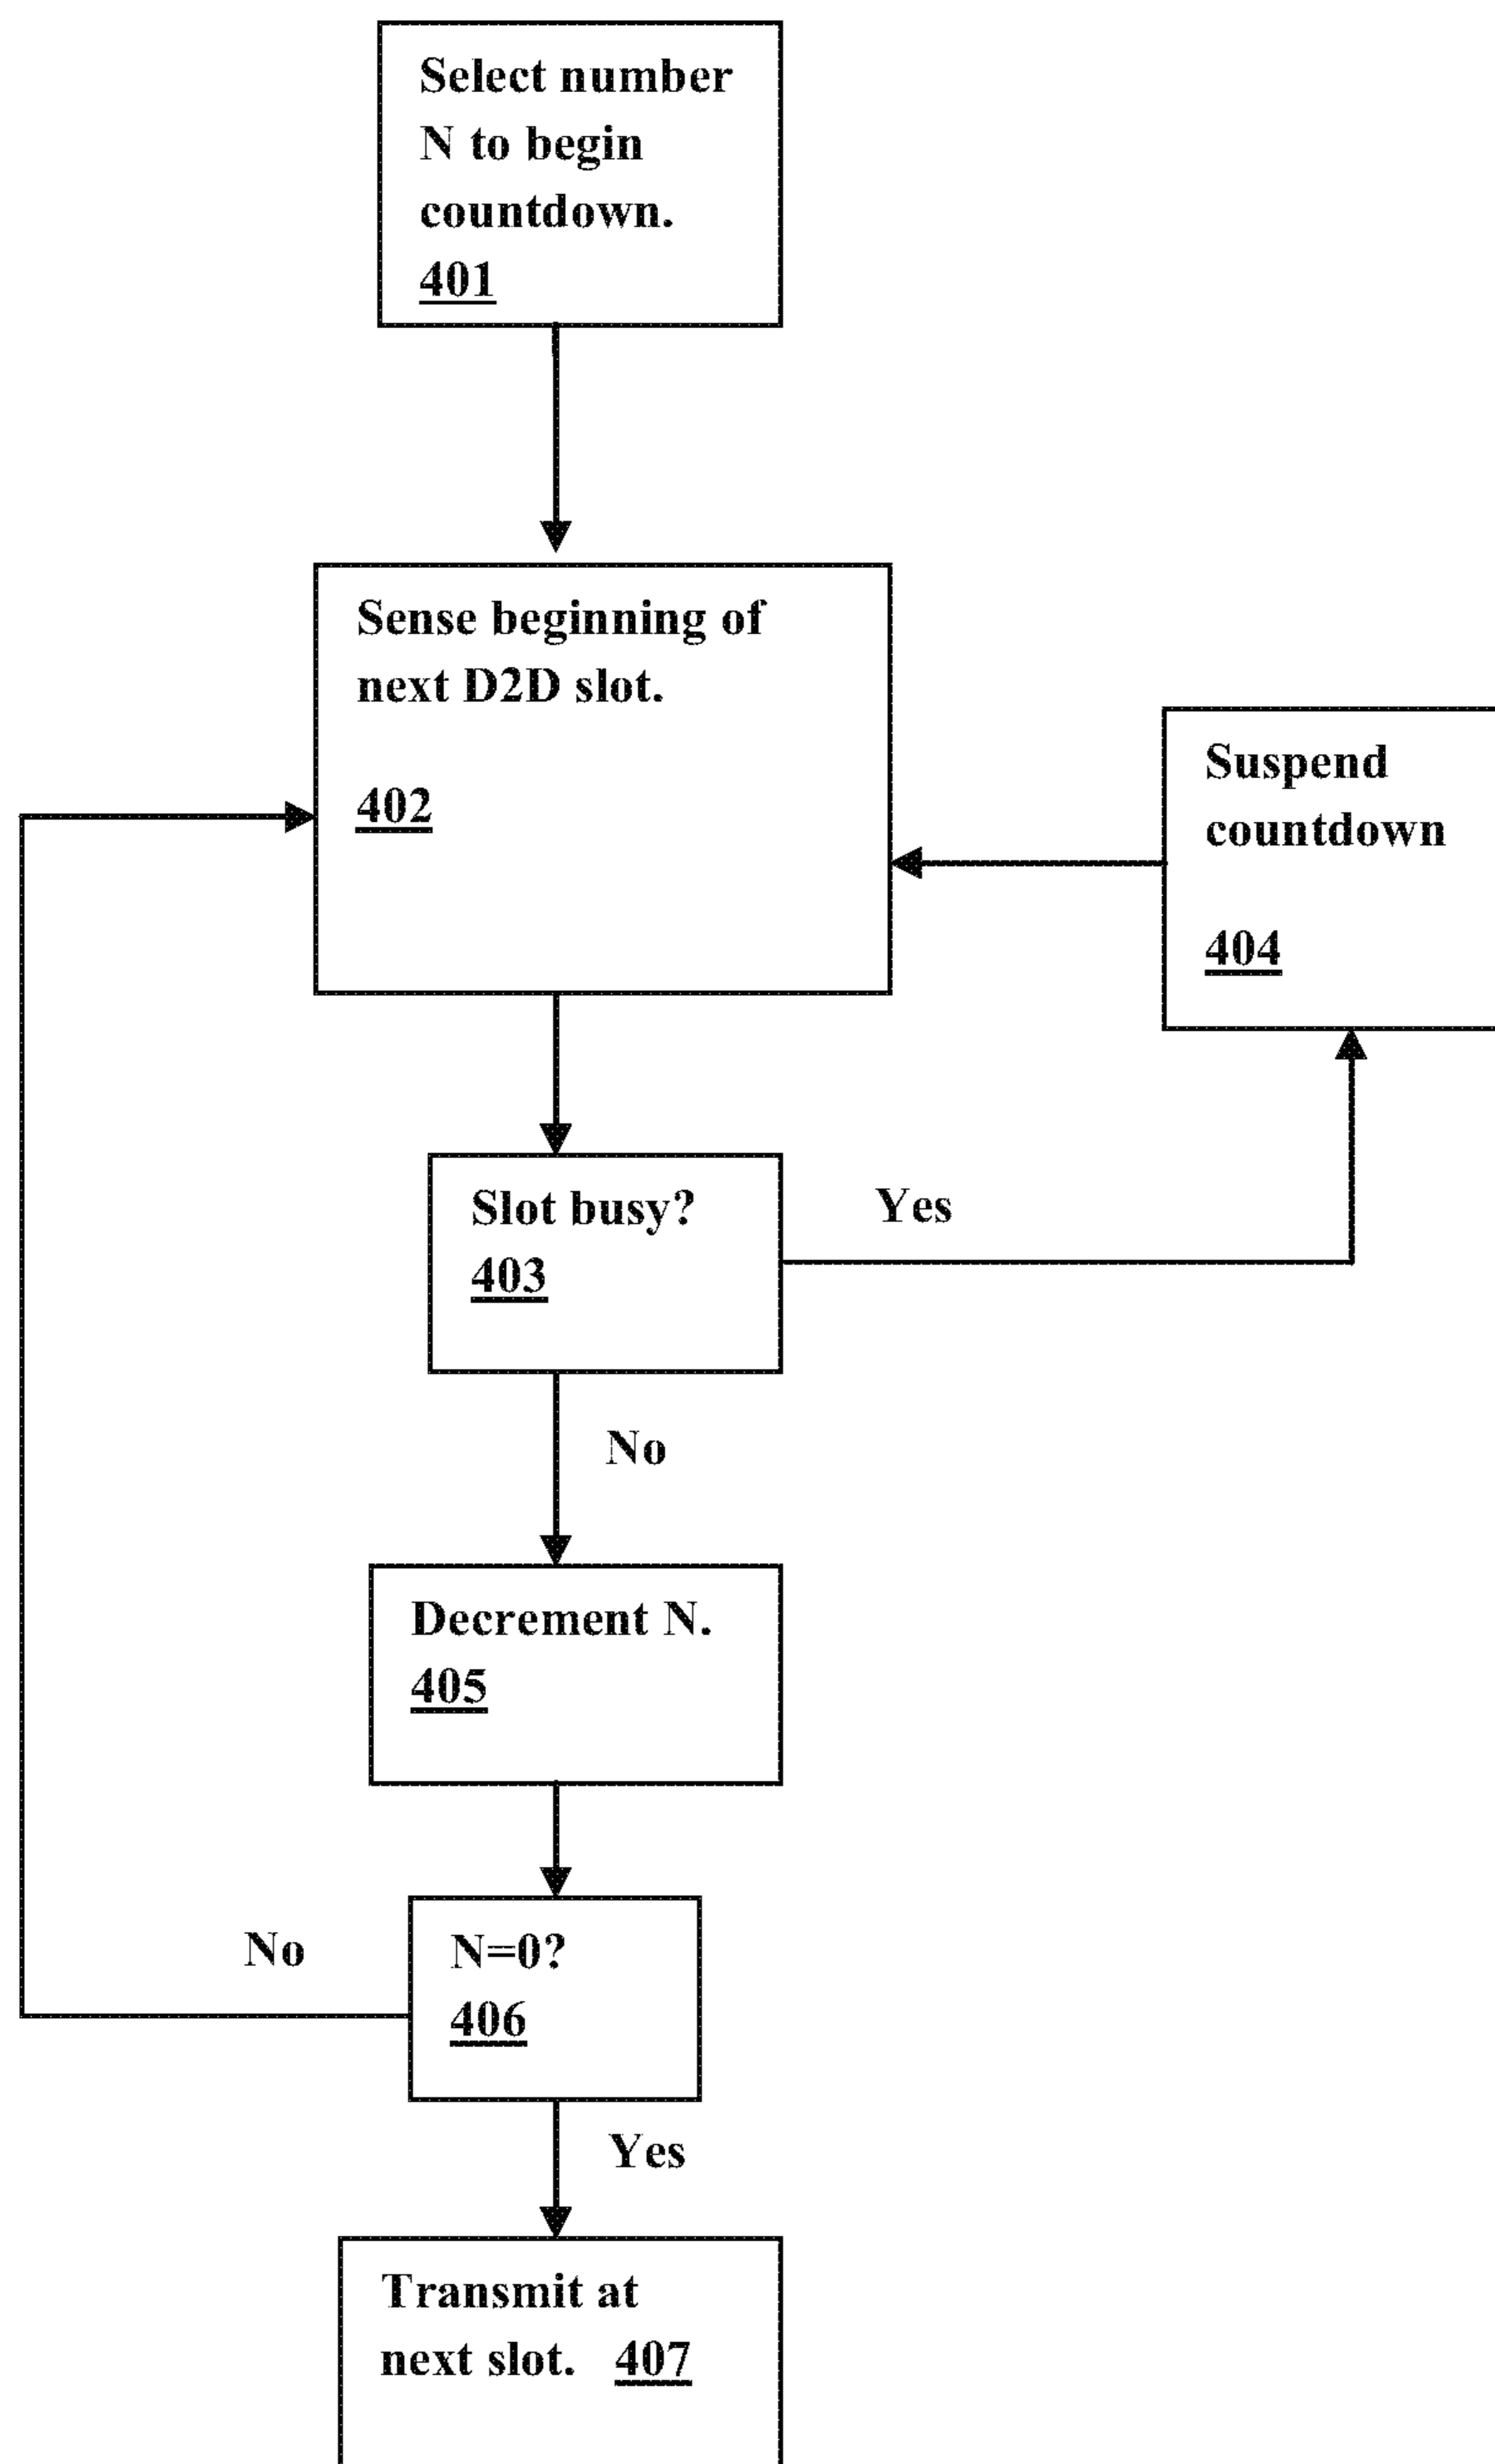 Select number
N to begin
countdown.
401
Sense beginning of
next D2D slot.
402
Suspend
countdown
404
Slot busy?
403
Yes
No
Decrement N.
405
N=0?
406
No
Yes
Transmit at
next slot. 407